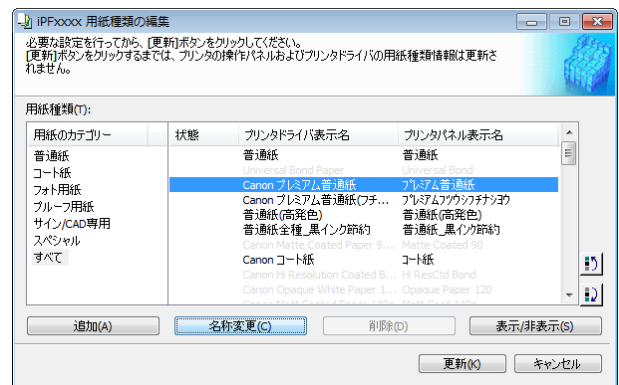 iPFxxxx 用紙種類の編集
必要な設定を行ってから、[更新]ボタンをクリックしてください。
[更新]ボタンをクリックするまでは、プリンタの操作パネルおよびプリンタドライバの用紙種類情報は更新さ
れません。
用紙種類(T):
用紙のカテゴリー 状態 プリンタドライバ表示名 プリンタパネル表示名
普通紙
コート紙
フォト用紙
プルーフ用紙
サイン/CAD専用
スペシャル
すべて
普通紙 普通紙
Universal Bond Paper Universal Bond
Canon プレミアム普通紙 プレミアム普通紙
Canon プレミアム普通紙(フチ... プレミアムフツウシフチナシヨウ
普通紙(高発色) 普通紙(高発色)
普通紙全種_黒インク節約 普通紙_黒インク節約
Canon Matte Coated Paper 9... Matte Coated 90
Canon コート紙 コート紙
Canon Hi Resolution Coated B... Hi ResCtd Bond
Canon Opaque White Paper 1... Opaque Paper 120
追加(A) 名称変更(C) 削除(D) 表示/非表示(S)
更新(K) キャンセル